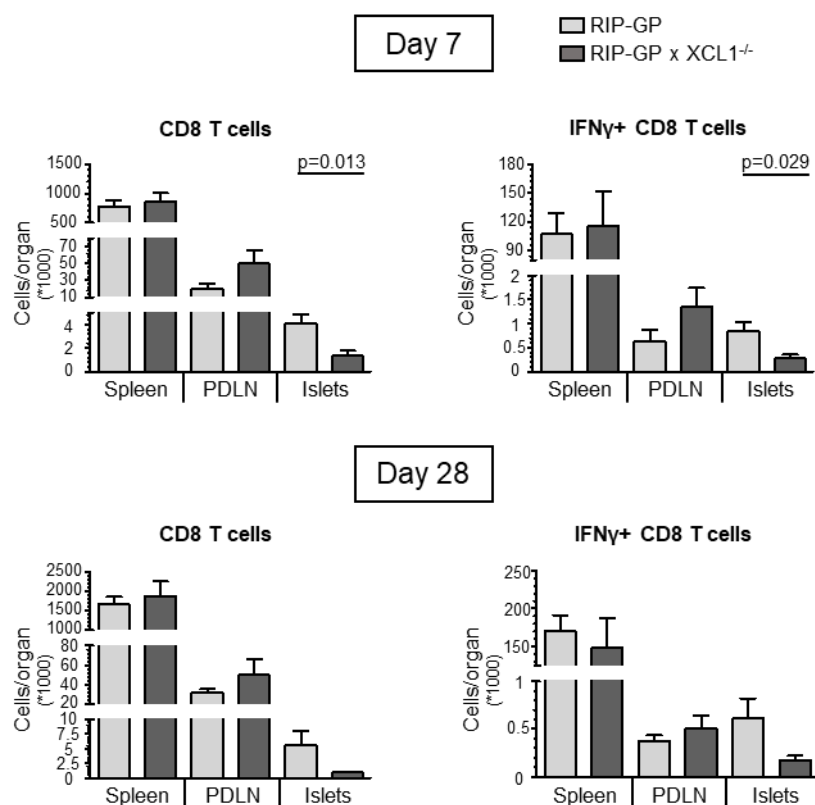 Day 7
RIP-GP
RIP-GP x XCL1-/-
CD8 T cells
p=0.013
Cells/organ
(*1000)
1500
1000
500
70
50
30
10
4
2
0
Spleen PDLN Islets
IFNγ+ CD8 T cells
p=0.029
Cells/organ
(*1000)
180
150
120
90
2
1.5
1
0.5
0
Spleen PDLN Islets
Day 28
CD8 T cells
Cells/organ
(*1000)
2500
2000
1500
1000
80
60
40
20
10
7.5
5
2.5
0
Spleen PDLN Islets
IFNγ+ CD8 T cells
Cells/organ
(*1000)
250
200
150
1
0.5
0
Spleen PDLN Islets